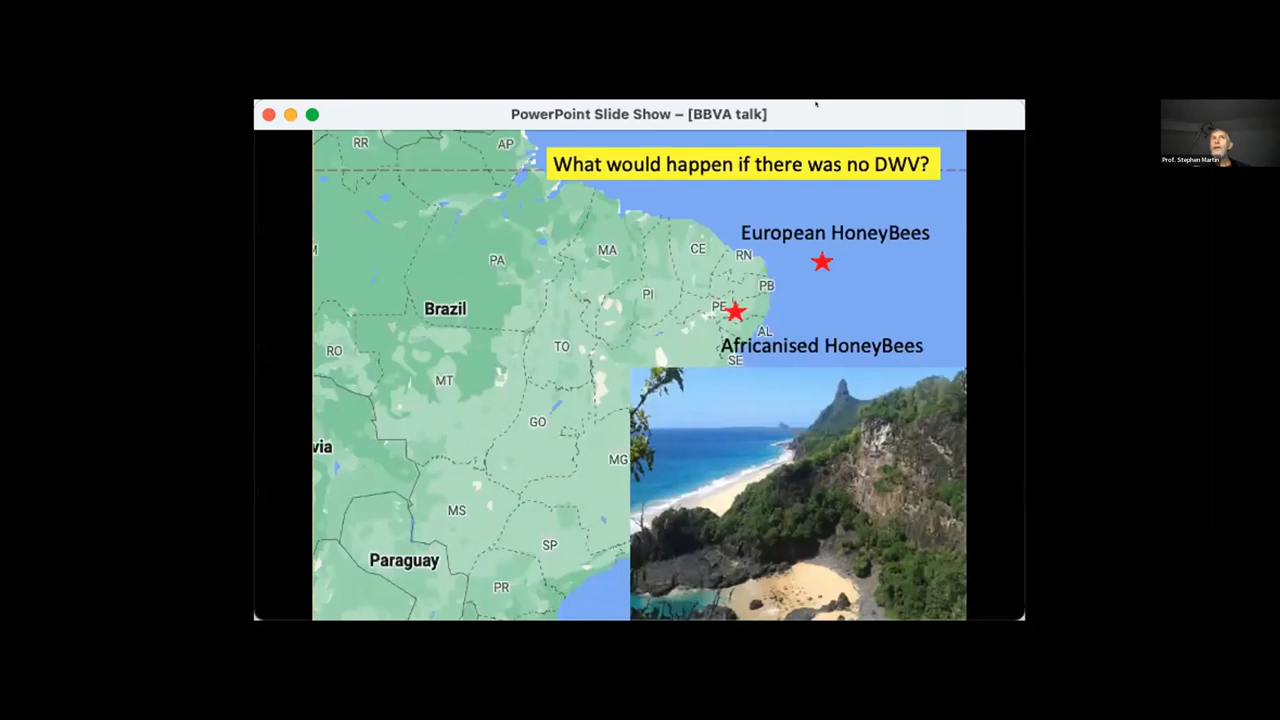 PowerPoint Slide Show – [BBVA talk]
What would happen if there was no DWV?
Prof. Stephen Martin
RR
AP
European HoneyBees
MA
CE
RN
PA
PB
PI
Brazil
PE
AL
Africanised HoneyBees
RO
TO
SE
MT
GO
via
MG
MS
SP
Paraguay
PR